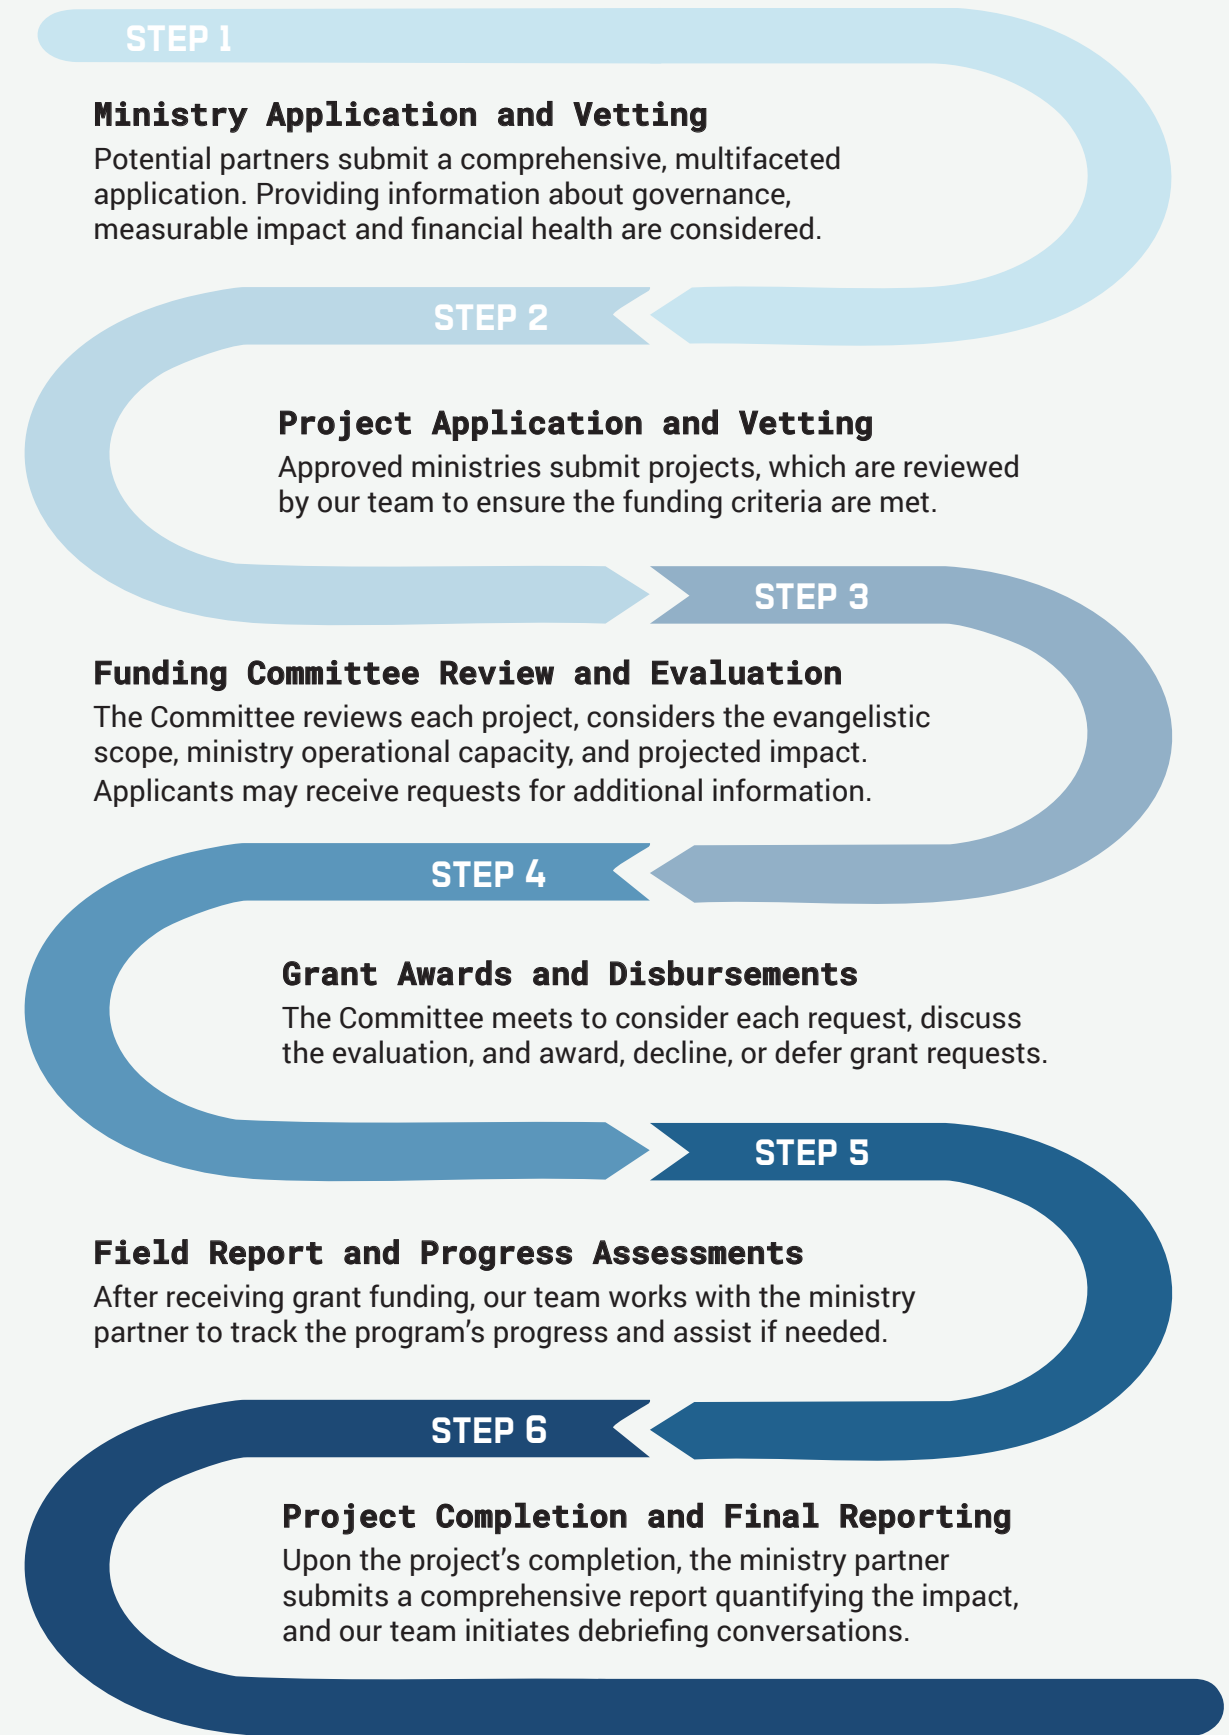 STEP 1
Ministry Application and Vetting
Potential partners submit a comprehensive, multifaceted
application. Providing information about governance,
measurable impact and financial health are considered.
STEP 2
Project Application and Vetting
Approved ministries submit projects, which are reviewed
by our team to ensure the funding criteria are met.
STEP 3
Funding Committee Review and Evaluation
The Committee reviews each project, considers the evangelistic
scope, ministry operational capacity, and projected impact.
Applicants may receive requests for additional information.
STEP 4
Grant Awards and Disbursements
The Committee meets to consider each request, discuss
the evaluation, and award, decline, or defer grant requests.
STEP 5
Field Report and Progress Assessments
After receiving grant funding, our team works with the ministry
partner to track the program’s progress and assist if needed.
STEP 6
Project Completion and Final Reporting
Upon the project’s completion, the ministry partner
submits a comprehensive report quantifying the impact,
and our team initiates debriefing conversations.